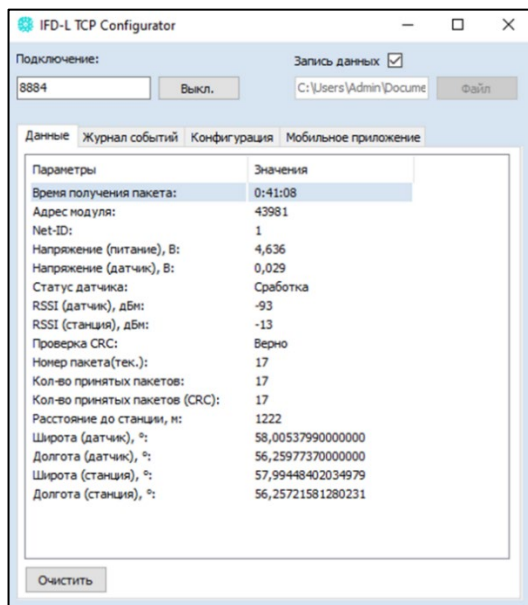 IFD-L TCP Configurator
Подключение: Запись данных
8884 Выкл. C:\Users\Admin\Docume Файл
Данные Журнал событий Конфигурация Мобильное приложение
Параметры Значения
Время получения пакета: 0:41:08
Адрес модуля: 43981
Net-ID: 1
Напряжение (питание), В: 4,636
Напряжение (датчик), В: 0,029
Статус датчика: Сработка
RSSI (датчик), дБм: -93
RSSI (станция), дБм: -13
Проверка CRC: Верно
Номер пакета(тек.): 17
Кол-во принятых пакетов: 17
Кол-во принятых пакетов (CRC): 17
Расстояние до станции, м: 1222
Широта (датчик), °: 58,00537990000000
Долгота (датчик), °: 56,25977370000000
Широта (станция), °: 57,99448402034979
Долгота (станция), °: 56,25721581280231
Очистить